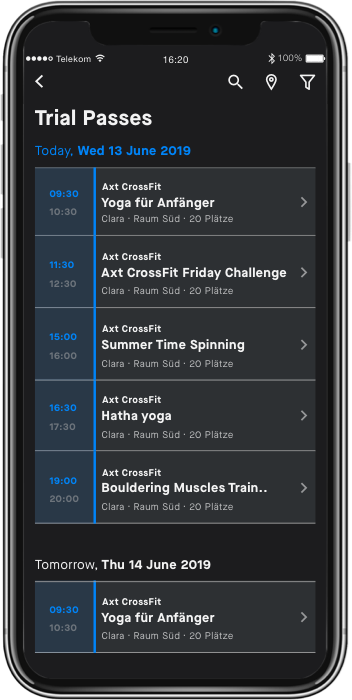 Telekom 16:20 100%
Trial Passes
Today, Wed 13 June 2019
09:30
10:30
Axt CrossFit
Yoga für Anfänger
Clara · Raum Süd · 20 Plätze
11:30
12:30
Axt CrossFit
Axt CrossFit Friday Challenge
Clara · Raum Süd · 20 Plätze
15:00
16:00
Axt CrossFit
Summer Time Spinning
Clara · Raum Süd · 20 Plätze
16:30
17:30
Axt CrossFit
Hatha yoga
Clara · Raum Süd · 20 Plätze
19:00
20:00
Axt CrossFit
Bouldering Muscles Train..
Clara · Raum Süd · 20 Plätze
Tomorrow, Thu 14 June 2019
09:30
10:30
Axt CrossFit
Yoga für Anfänger
Clara · Raum Süd · 20 Plätze